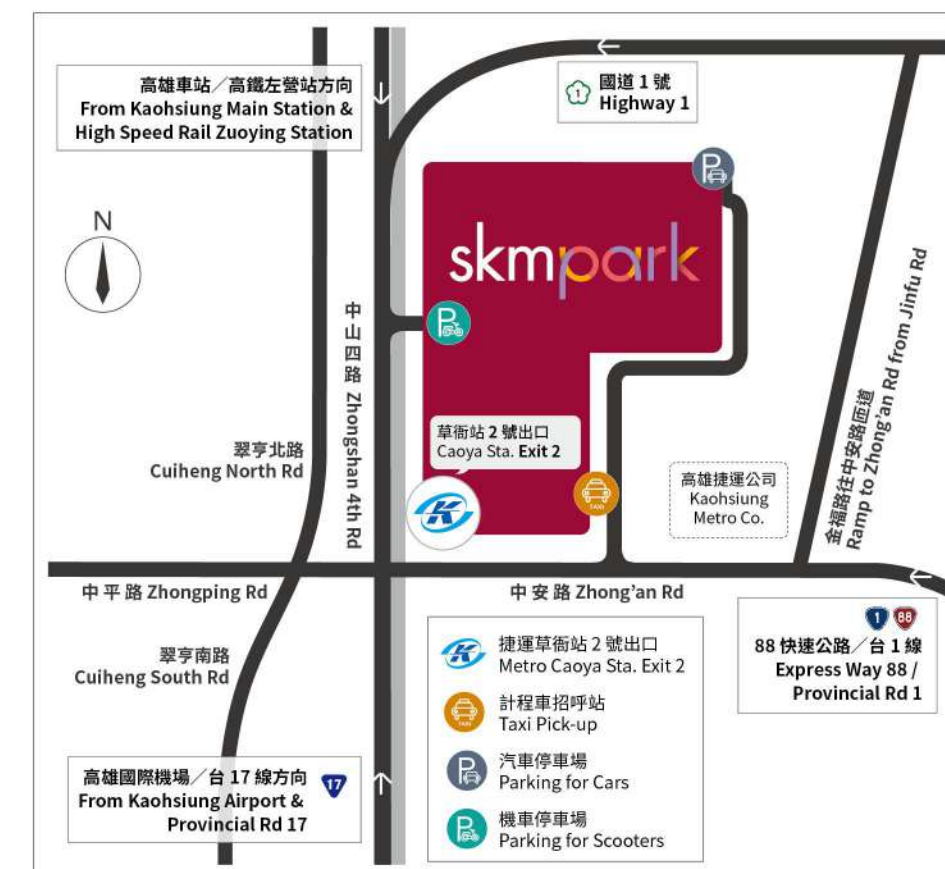 高雄車站／高鐵左營站方向
From Kaohsiung Main Station &
High Speed Rail Zuoying Station
國道 1 號
Highway 1
1
N
P
skmpark
P
中山四路 Zhongshan 4th Rd
草衙站 2 號出口
Caoya Sta. Exit 2
K
TAXI
翠亨北路
Cuiheng North Rd
高雄捷運公司
Kaohsiung
Metro Co.
金福路往中安路匝道
Ramp to Zhong’an Rd from Jinfu Rd
中平路 Zhongping Rd
中安路 Zhong’an Rd
翠亨南路
Cuiheng South Rd
1 88
88 快速公路／台 1 線
Express Way 88 /
Provincial Rd 1
高雄國際機場／台 17 線方向
From Kaohsiung Airport &
Provincial Rd 17
17
K
捷運草衙站 2 號出口
Metro Caoya Sta. Exit 2
TAXI
計程車招呼站
Taxi Pick-up
P
汽車停車場
Parking for Cars
P
機車停車場
Parking for Scooters